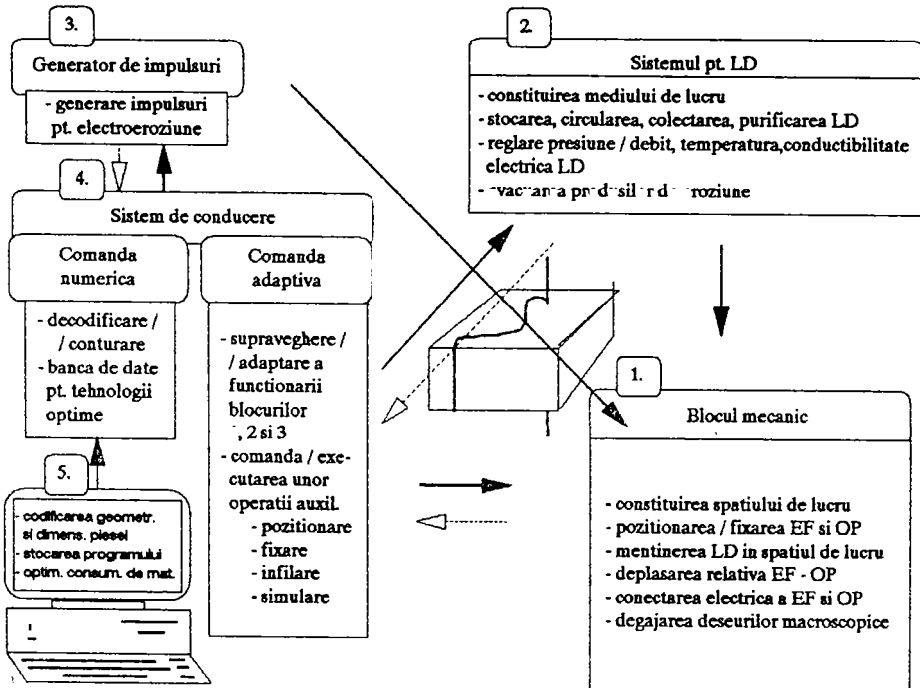 3.
Generator de impulsuri
- generare impulsuri
pt. electroeroziune
2.
Sistemul pt. LD
- constituirea mediului de lucru
- stocarea, circularea, colectarea, purificarea LD
- reglare presiune / debit, temperatura,conductibilitate
electrica LD
4.
Sistem de conducere
Comanda
numerica
- decodificare /
/ conturare
- banca de date
pt. tehnologii
optime
Comanda
adaptiva
- supraveghere /
/ adaptare a
functionarii
blocurilor
, 2 si 3
- comanda / exe-
cutarea unor
operatii auxil.
- pozitionare
- fixare
- infilare
- simulare
5.
- codificarea geometr.
si dimens. piesei
- stocarea programului
- optim. consum. de mat.
1.
Blocul mecanic
- constituirea spatiului de lucru
- pozitionarea / fixarea EF si OP
- mentinerea LD in spatiul de lucru
- deplasarea relativa EF - OP
- conectarea electrica a EF si OP
- degajarea deseurilor macroscopice